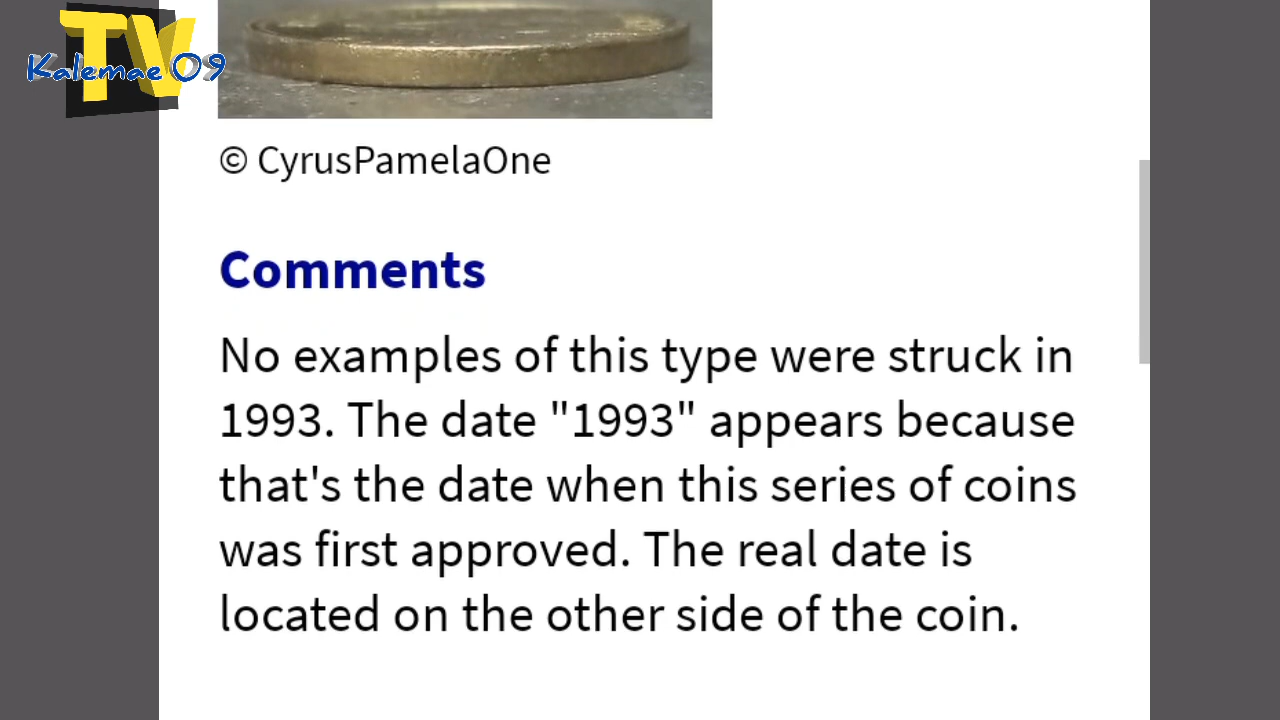 TV
Kalemae O9
© CyrusPamelaOne
Comments
No examples of this type were struck in
1993. The date "1993" appears because
that's the date when this series of coins
was first approved. The real date is
located on the other side of the coin.